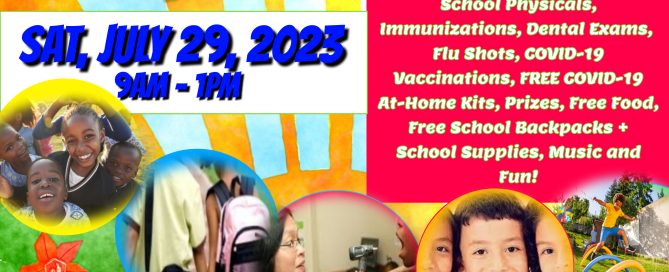 SAT, JULY 29, 2023
9AM - 1PM
School Physicals,
Immunizations, Dental Exams,
Flu Shots, COVID-19
Vaccinations, FREE COVID-19
At-Home Kits, Prizes, Free Food,
Free School Backpacks +
School Supplies, Music and
Fun!